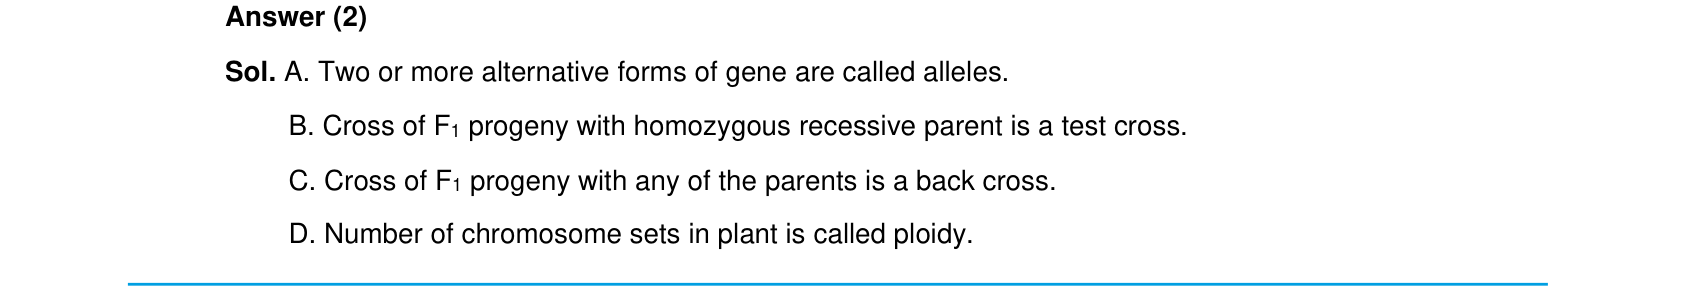 Answer (2)
Sol. A. Two or more alternative forms of gene are called alleles.
B. Cross of F₁ progeny with homozygous recessive parent is a test cross.
C. Cross of F₁ progeny with any of the parents is a back cross.
D. Number of chromosome sets in plant is called ploidy.